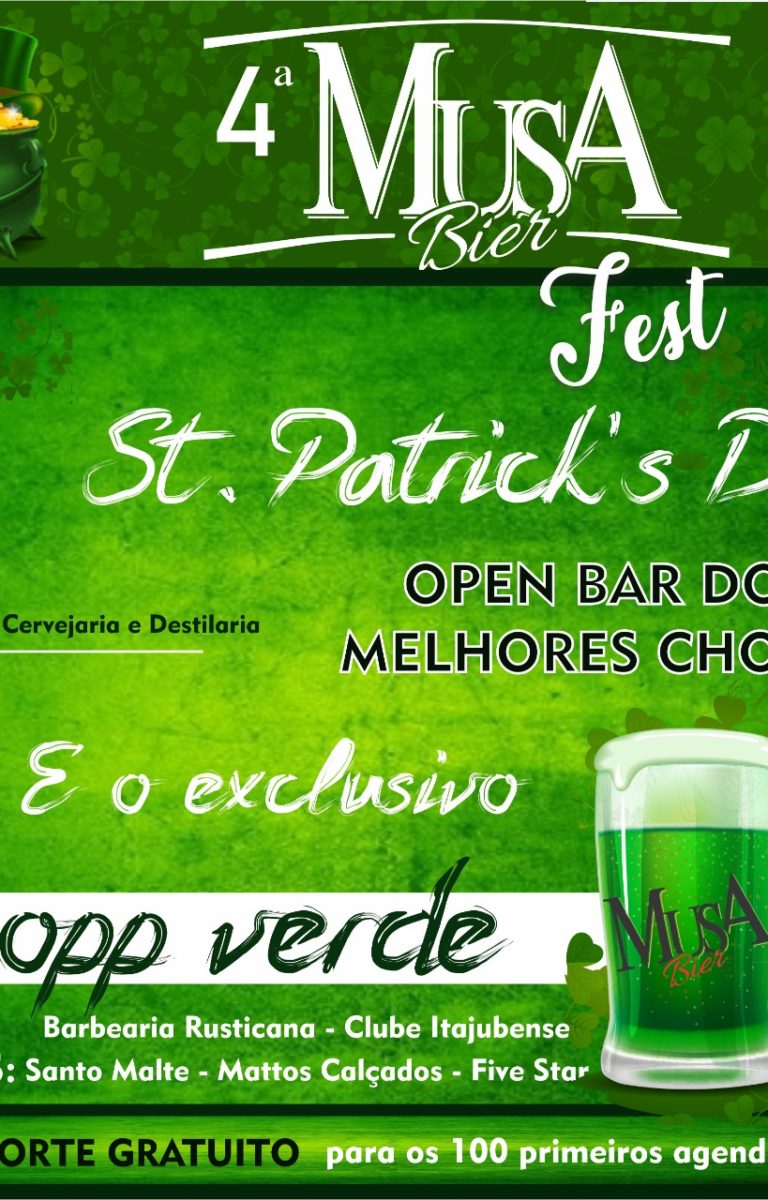 4ª MUSA
Bier
Fest
St. Patrick's D
OPEN BAR DO
Cervejaria e Destilaria
MELHORES CHO
E o exclusivo
opp verde
MUSA
Bier
Barbearia Rusticana - Clube Itajubense
S: Santo Malte - Mattos Calçados - Five Star
ORTE GRATUITO para os 100 primeiros agend